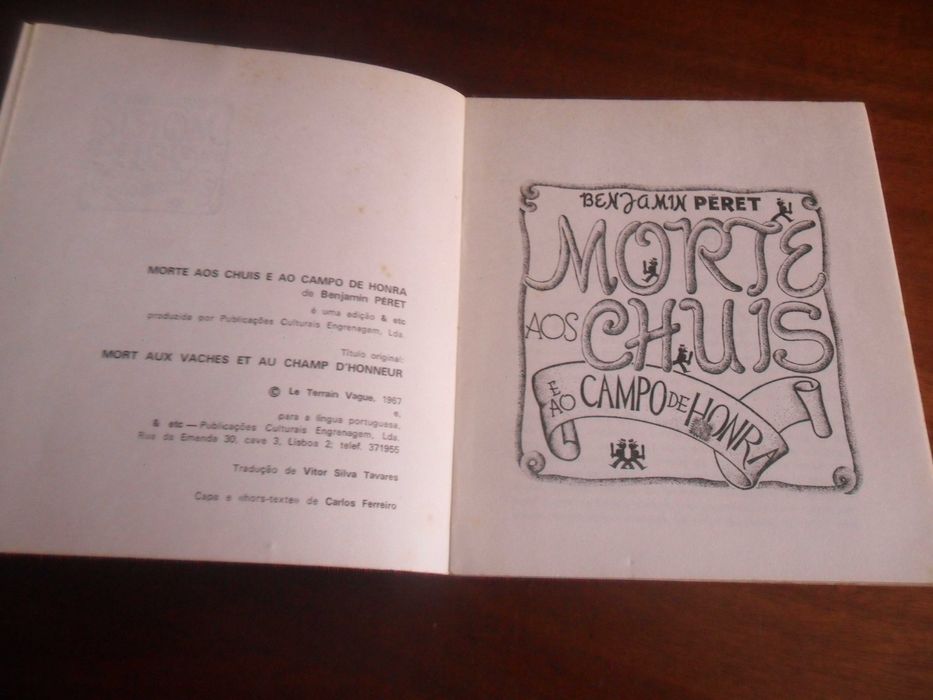 MORTE AOS CHUIS E AO CAMPO DE HONRA
de Benjamin PÉRET
é uma edição & etc
produzida por Publicações Culturais Engrenagem, Lda.
Título original:
MORT AUX VACHES ET AU CHAMP D'HONNEUR
© Le Terrain Vague, 1967
e,
para a língua portuguesa,
& etc — Publicações Culturais Engrenagem, Lda.
Rua da Emenda 30, cave 3, Lisboa 2; telef. 371955
Tradução de Vitor Silva Tavares
Capa e «hors-texte» de Carlos Ferreiro
BENJAMIN PÉRET
MORTE
AOS CHUIS
E AO CAMPO DE HONRA